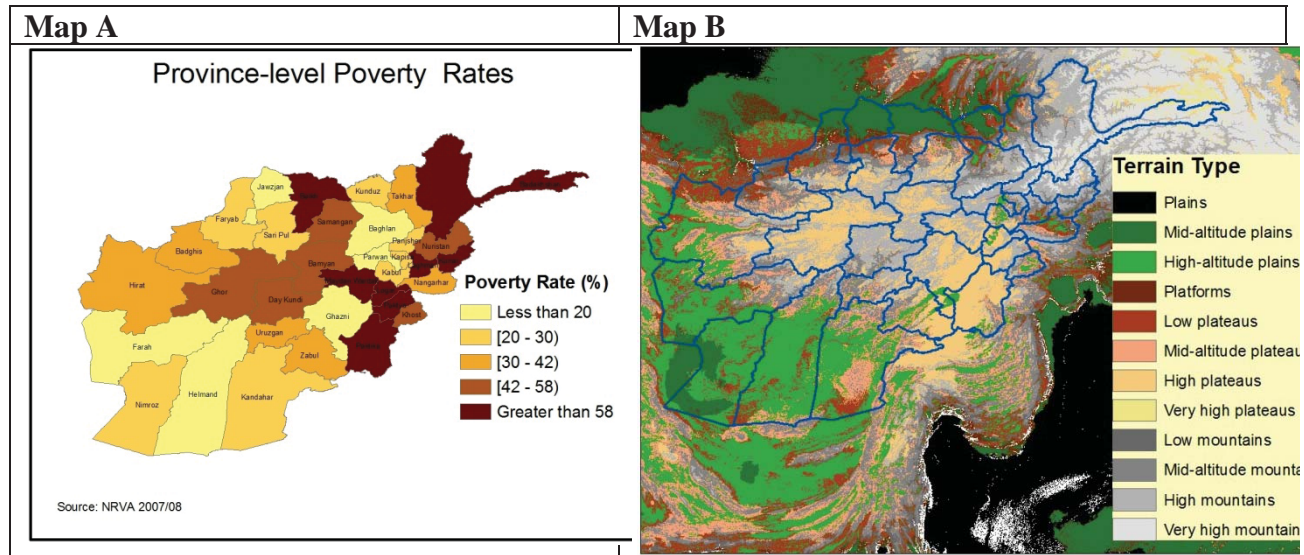 Map A
Map B
Province-level Poverty Rates
Jawzjan
Kunduz
Takhar
Faryab
Samangan
Baghlan
Sari Pul
Panjsher
Badghis
Nuristan
Bamyan
Parwan
Kabul
Hirat
Nangarhar
Ghor
Day Kundi
Ghazni
Khost
Uruzgan
Farah
Zabul
Nimroz
Helmand
Kandahar
Poverty Rate (%)
Less than 20
[20 - 30)
[30 - 42)
[42 - 58)
Greater than 58
Source: NRVA 2007/08
Terrain Type
Plains
Mid-altitude plains
High-altitude plains
Platforms
Low plateaus
Mid-altitude plateau
High plateaus
Very high plateaus
Low mountains
Mid-altitude mounta
High mountains
Very high mountain